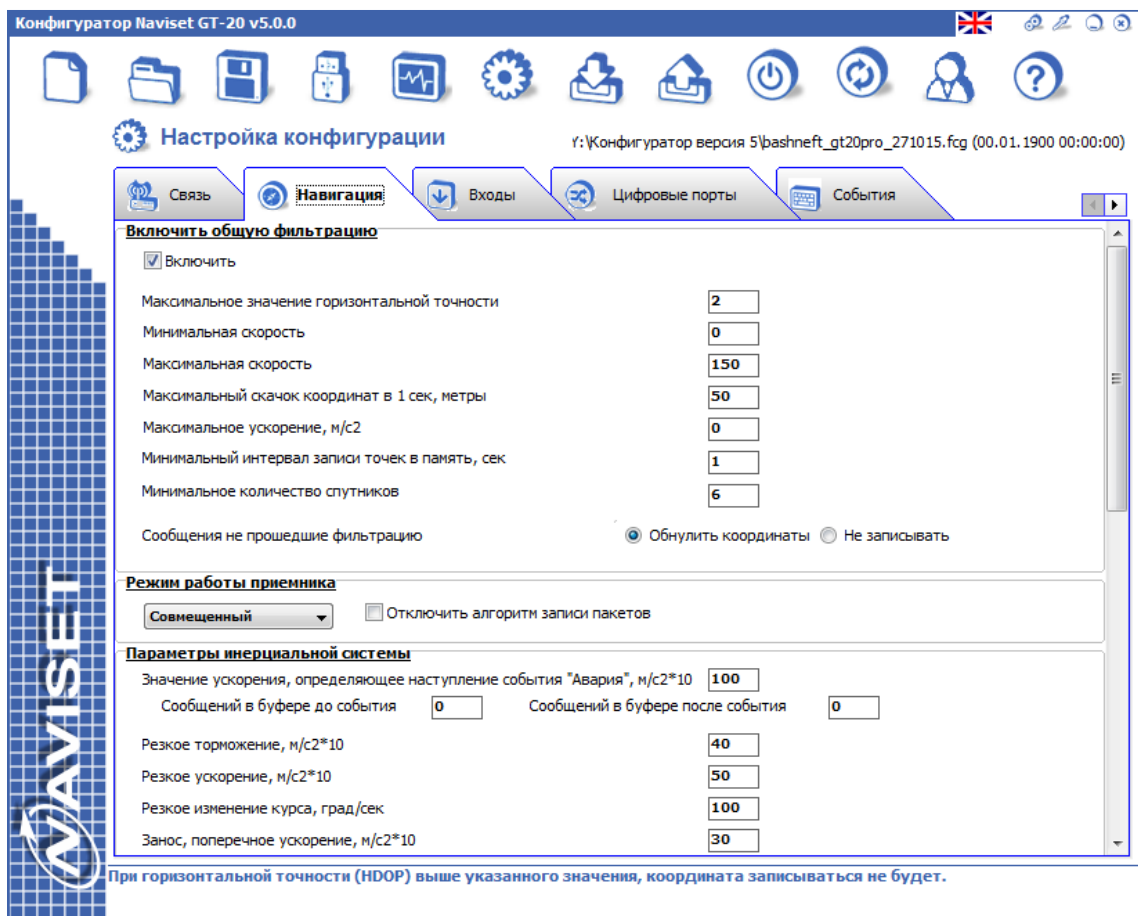 Конфигуратор Naviset GT-20 v5.0.0
Настройка конфигурации
Y:\Конфигуратор версия 5\bashneft_gt20pro_271015.fcg (00.01.1900 00:00:00)
Связь
Навигация
Входы
Цифровые порты
События
Включить общую фильтрацию
Включить
Максимальное значение горизонтальной точности 2
Минимальная скорость 0
Максимальная скорость 150
Максимальный скачок координат в 1 сек, метры 50
Максимальное ускорение, м/с2 0
Минимальный интервал записи точек в память, сек 1
Минимальное количество спутников 6
Сообщения не прошедшие фильтрацию Обнулить координаты Не записывать
Режим работы приемника
Совмещенный Отключить алгоритм записи пакетов
Параметры инерциальной системы
Значение ускорения, определяющее наступление события "Авария", м/с2*10 100
Сообщений в буфере до события 0 Сообщений в буфере после события 0
Резкое торможение, м/с2*10 40
Резкое ускорение, м/с2*10 50
Резкое изменение курса, град/сек 100
Занос, поперечное ускорение, м/с2*10 30
NAVISET
При горизонтальной точности (HDOP) выше указанного значения, координата записываться не будет.